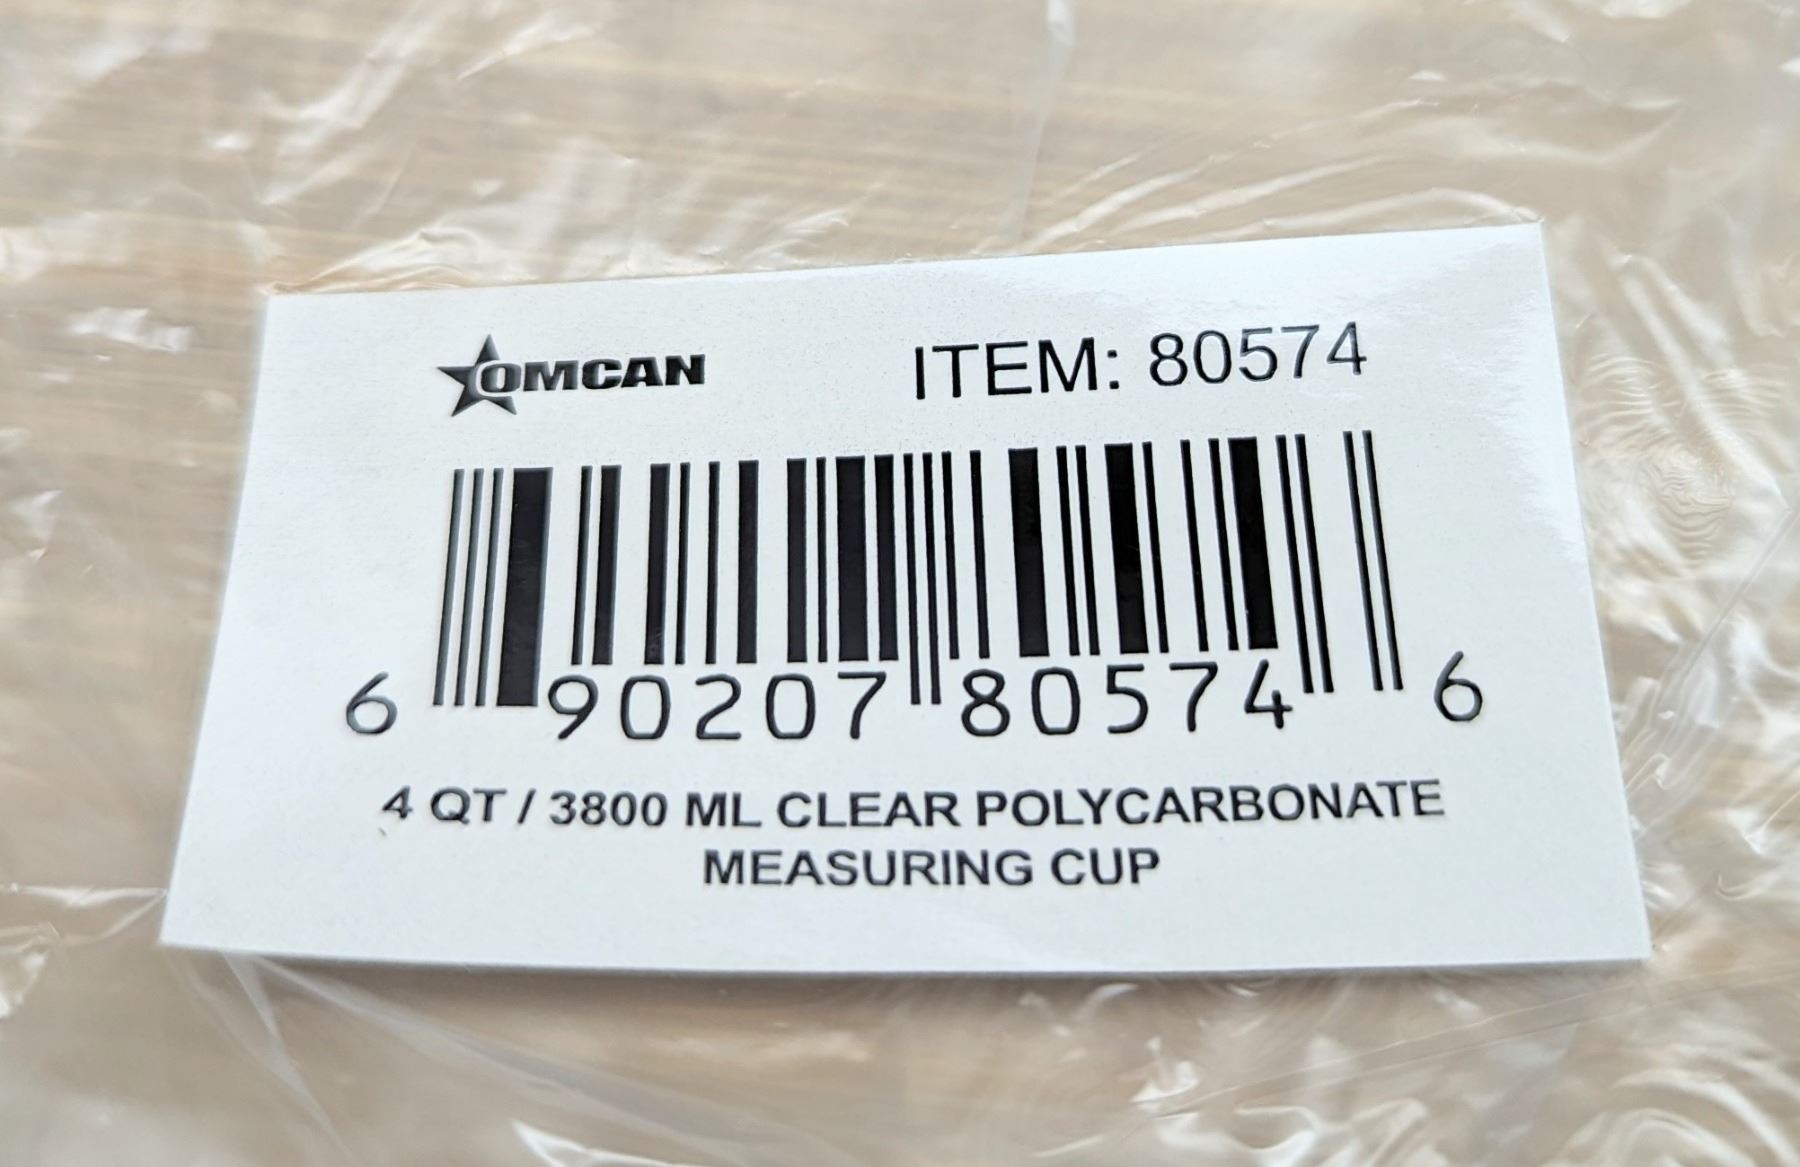 OMCAN ITEM: 80574
6 90207 80574 6
4 QT / 3800 ML CLEAR POLYCARBONATE
MEASURING CUP